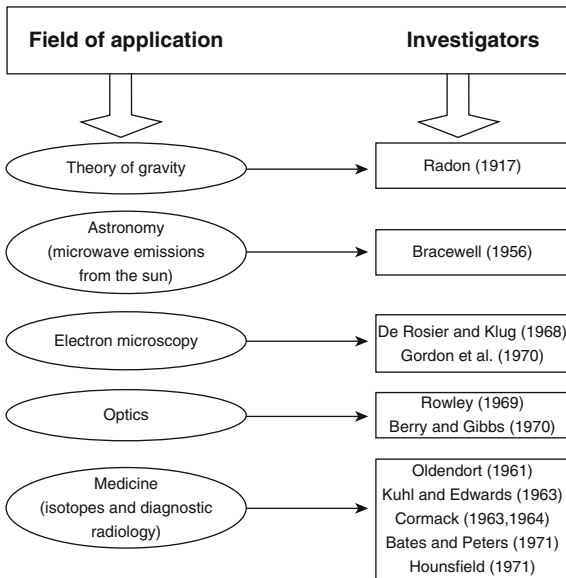 Field of application
Investigators
Theory of gravity
Radon (1917)
Astronomy
(microwave emissions
from the sun)
Bracewell (1956)
Electron microscopy
De Rosier and Klug (1968)
Gordon et al. (1970)
Optics
Rowley (1969)
Berry and Gibbs (1970)
Medicine
(isotopes and diagnostic
radiology)
Oldendort (1961)
Kuhl and Edwards (1963)
Cormack (1963,1964)
Bates and Peters (1971)
Hounsfield (1971)